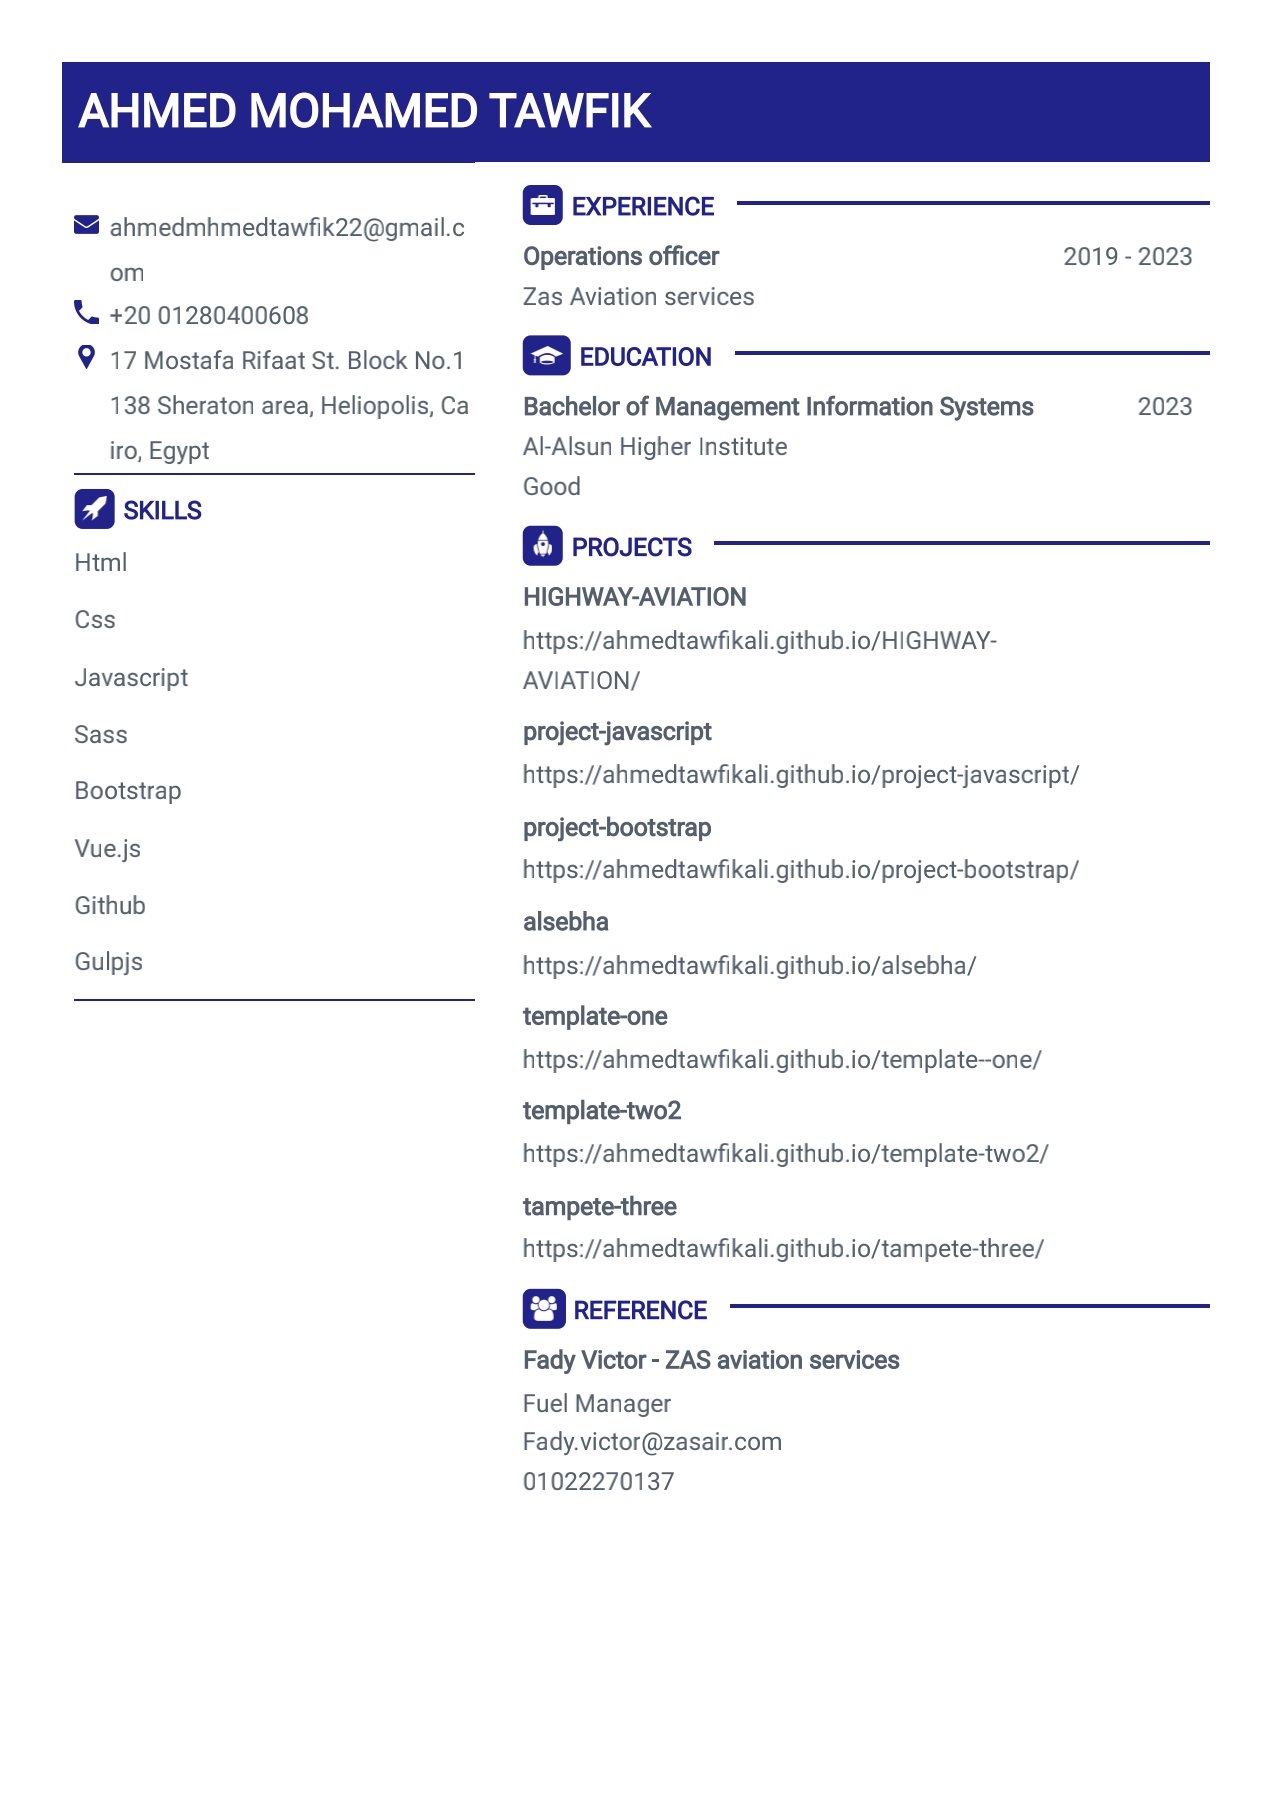 AHMED MOHAMED TAWFIK
ahmedmhmedtawfik22@gmail.c
om
+20 01280400608
17 Mostafa Rifaat St. Block No.1
138 Sheraton area, Heliopolis, Ca
iro, Egypt
SKILLS
Html
Css
Javascript
Sass
Bootstrap
Vue.js
Github
Gulpjs
EXPERIENCE
Operations officer 2019 - 2023
Zas Aviation services
EDUCATION
Bachelor of Management Information Systems 2023
Al-Alsun Higher Institute
Good
PROJECTS
HIGHWAY-AVIATION
https://ahmedtawfikali.github.io/HIGHWAY-
AVIATION/
project-javascript
https://ahmedtawfikali.github.io/project-javascript/
project-bootstrap
https://ahmedtawfikali.github.io/project-bootstrap/
alsebha
https://ahmedtawfikali.github.io/alsebha/
template-one
https://ahmedtawfikali.github.io/template--one/
template-two2
https://ahmedtawfikali.github.io/template-two2/
tampete-three
https://ahmedtawfikali.github.io/tampete-three/
REFERENCE
Fady Victor - ZAS aviation services
Fuel Manager
Fady.victor@zasair.com
01022270137